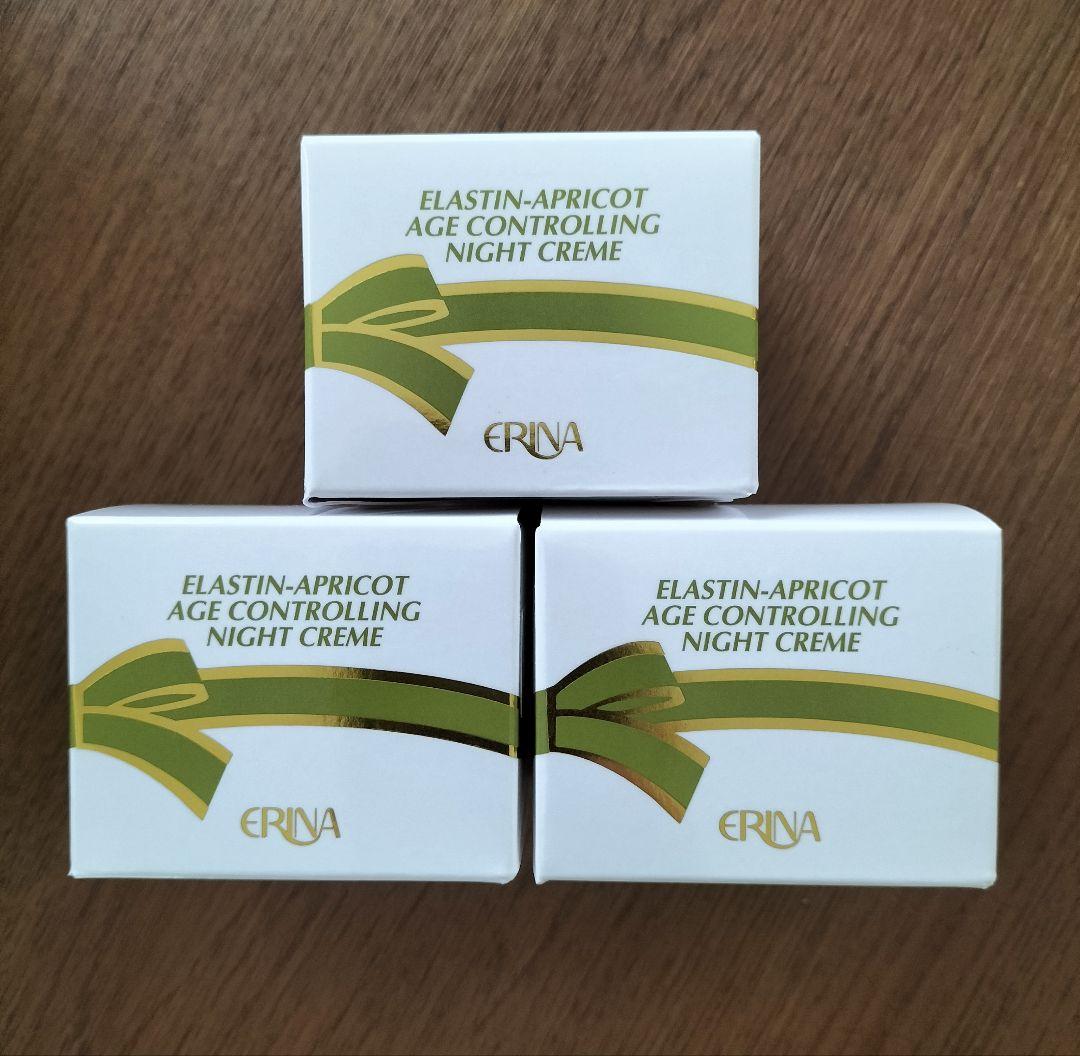 ELASTIN-APRICOT
AGE CONTROLLING
NIGHT CREME
ERINA
ELASTIN-APRICOT
AGE CONTROLLING
NIGHT CREME
ERINA
ELASTIN-APRICOT
AGE CONTROLLING
NIGHT CREME
ERINA